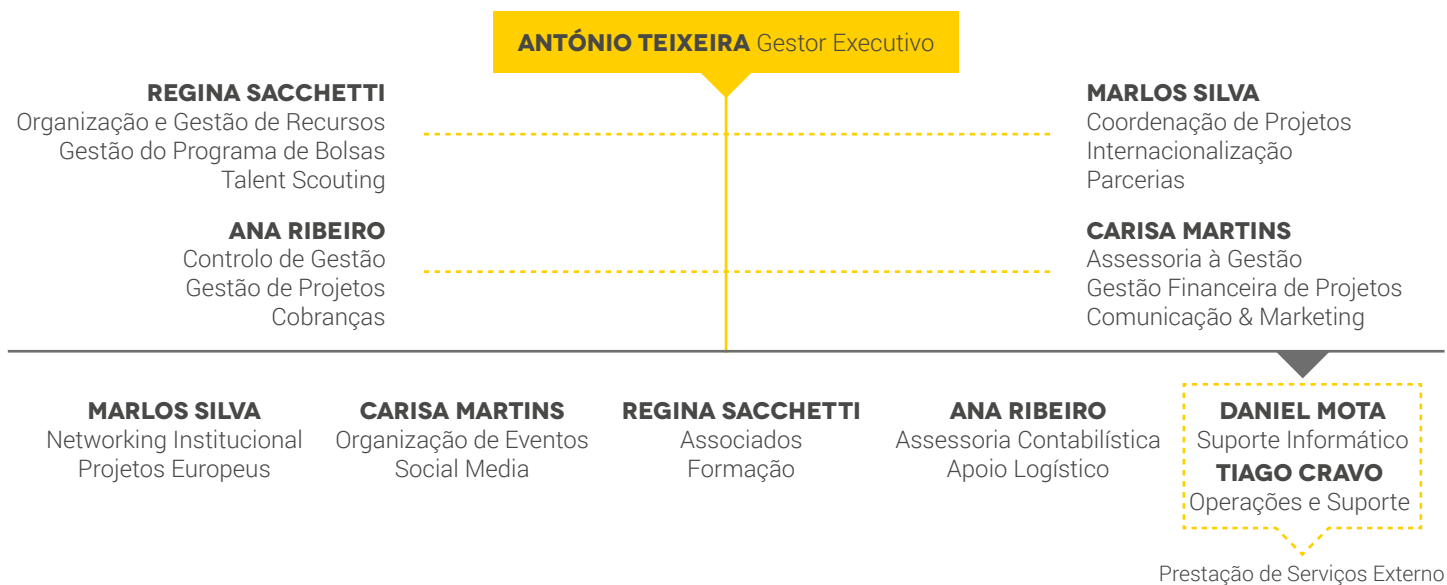 ANTÓNIO TEIXEIRA Gestor Executivo
REGINA SACCHETTI
Organização e Gestão de Recursos
Gestão do Programa de Bolsas
Talent Scouting
MARLOS SILVA
Coordenação de Projetos
Internacionalização
Parcerias
ANA RIBEIRO
Controlo de Gestão
Gestão de Projetos
Cobranças
CARISA MARTINS
Assessoria à Gestão
Gestão Financeira de Projetos
Comunicação & Marketing
MARLOS SILVA
Networking Institucional
Projetos Europeus
CARISA MARTINS
Organização de Eventos
Social Media
REGINA SACCHETTI
Associados
Formação
ANA RIBEIRO
Assessoria Contabilística
Apoio Logístico
DANIEL MOTA
Suporte Informático
TIAGO CRAVO
Operações e Suporte
Prestação de Serviços Externo